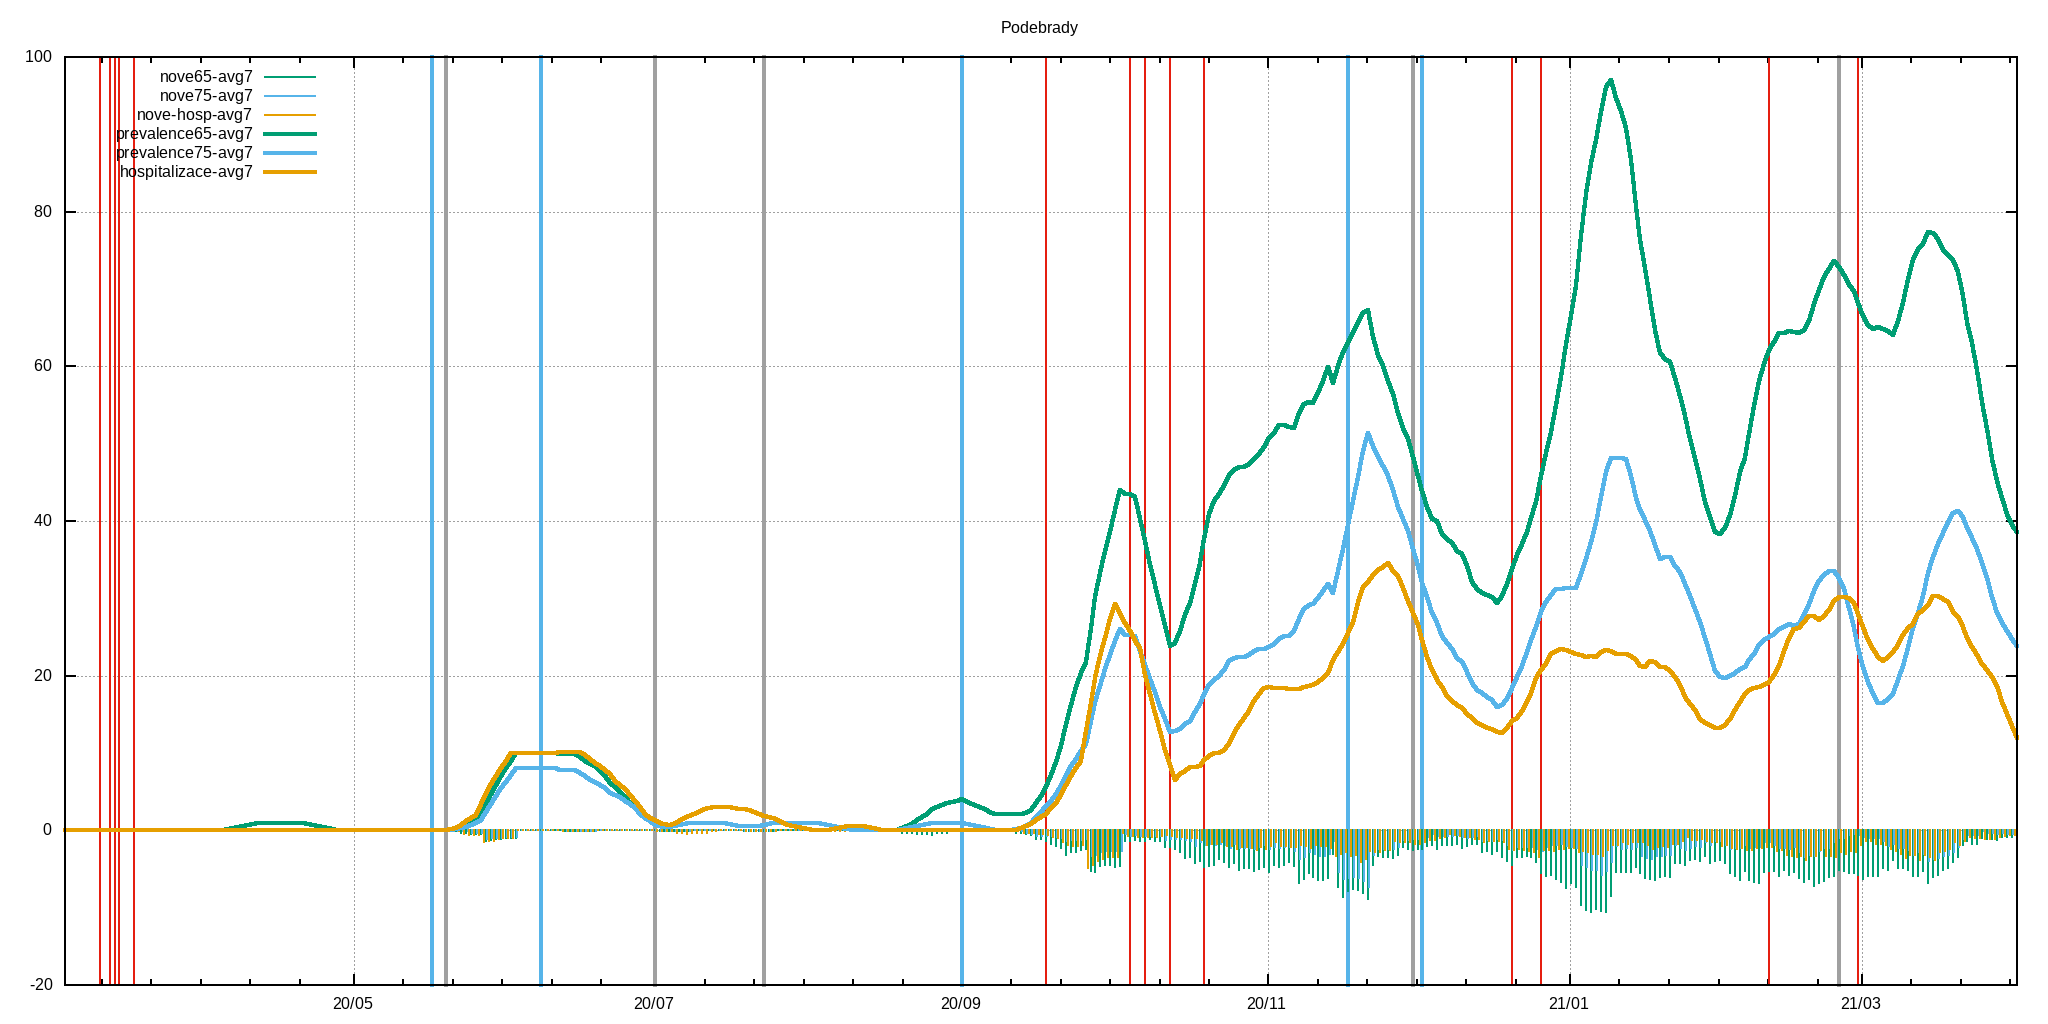 Podebrady
100
nove65-avg7
nove75-avg7
nove-hosp-avg7
prevalence65-avg7
prevalence75-avg7
hospitalizace-avg7
80
60
40
20
0
-20
20/05 20/07 20/09 20/11 21/01 21/03